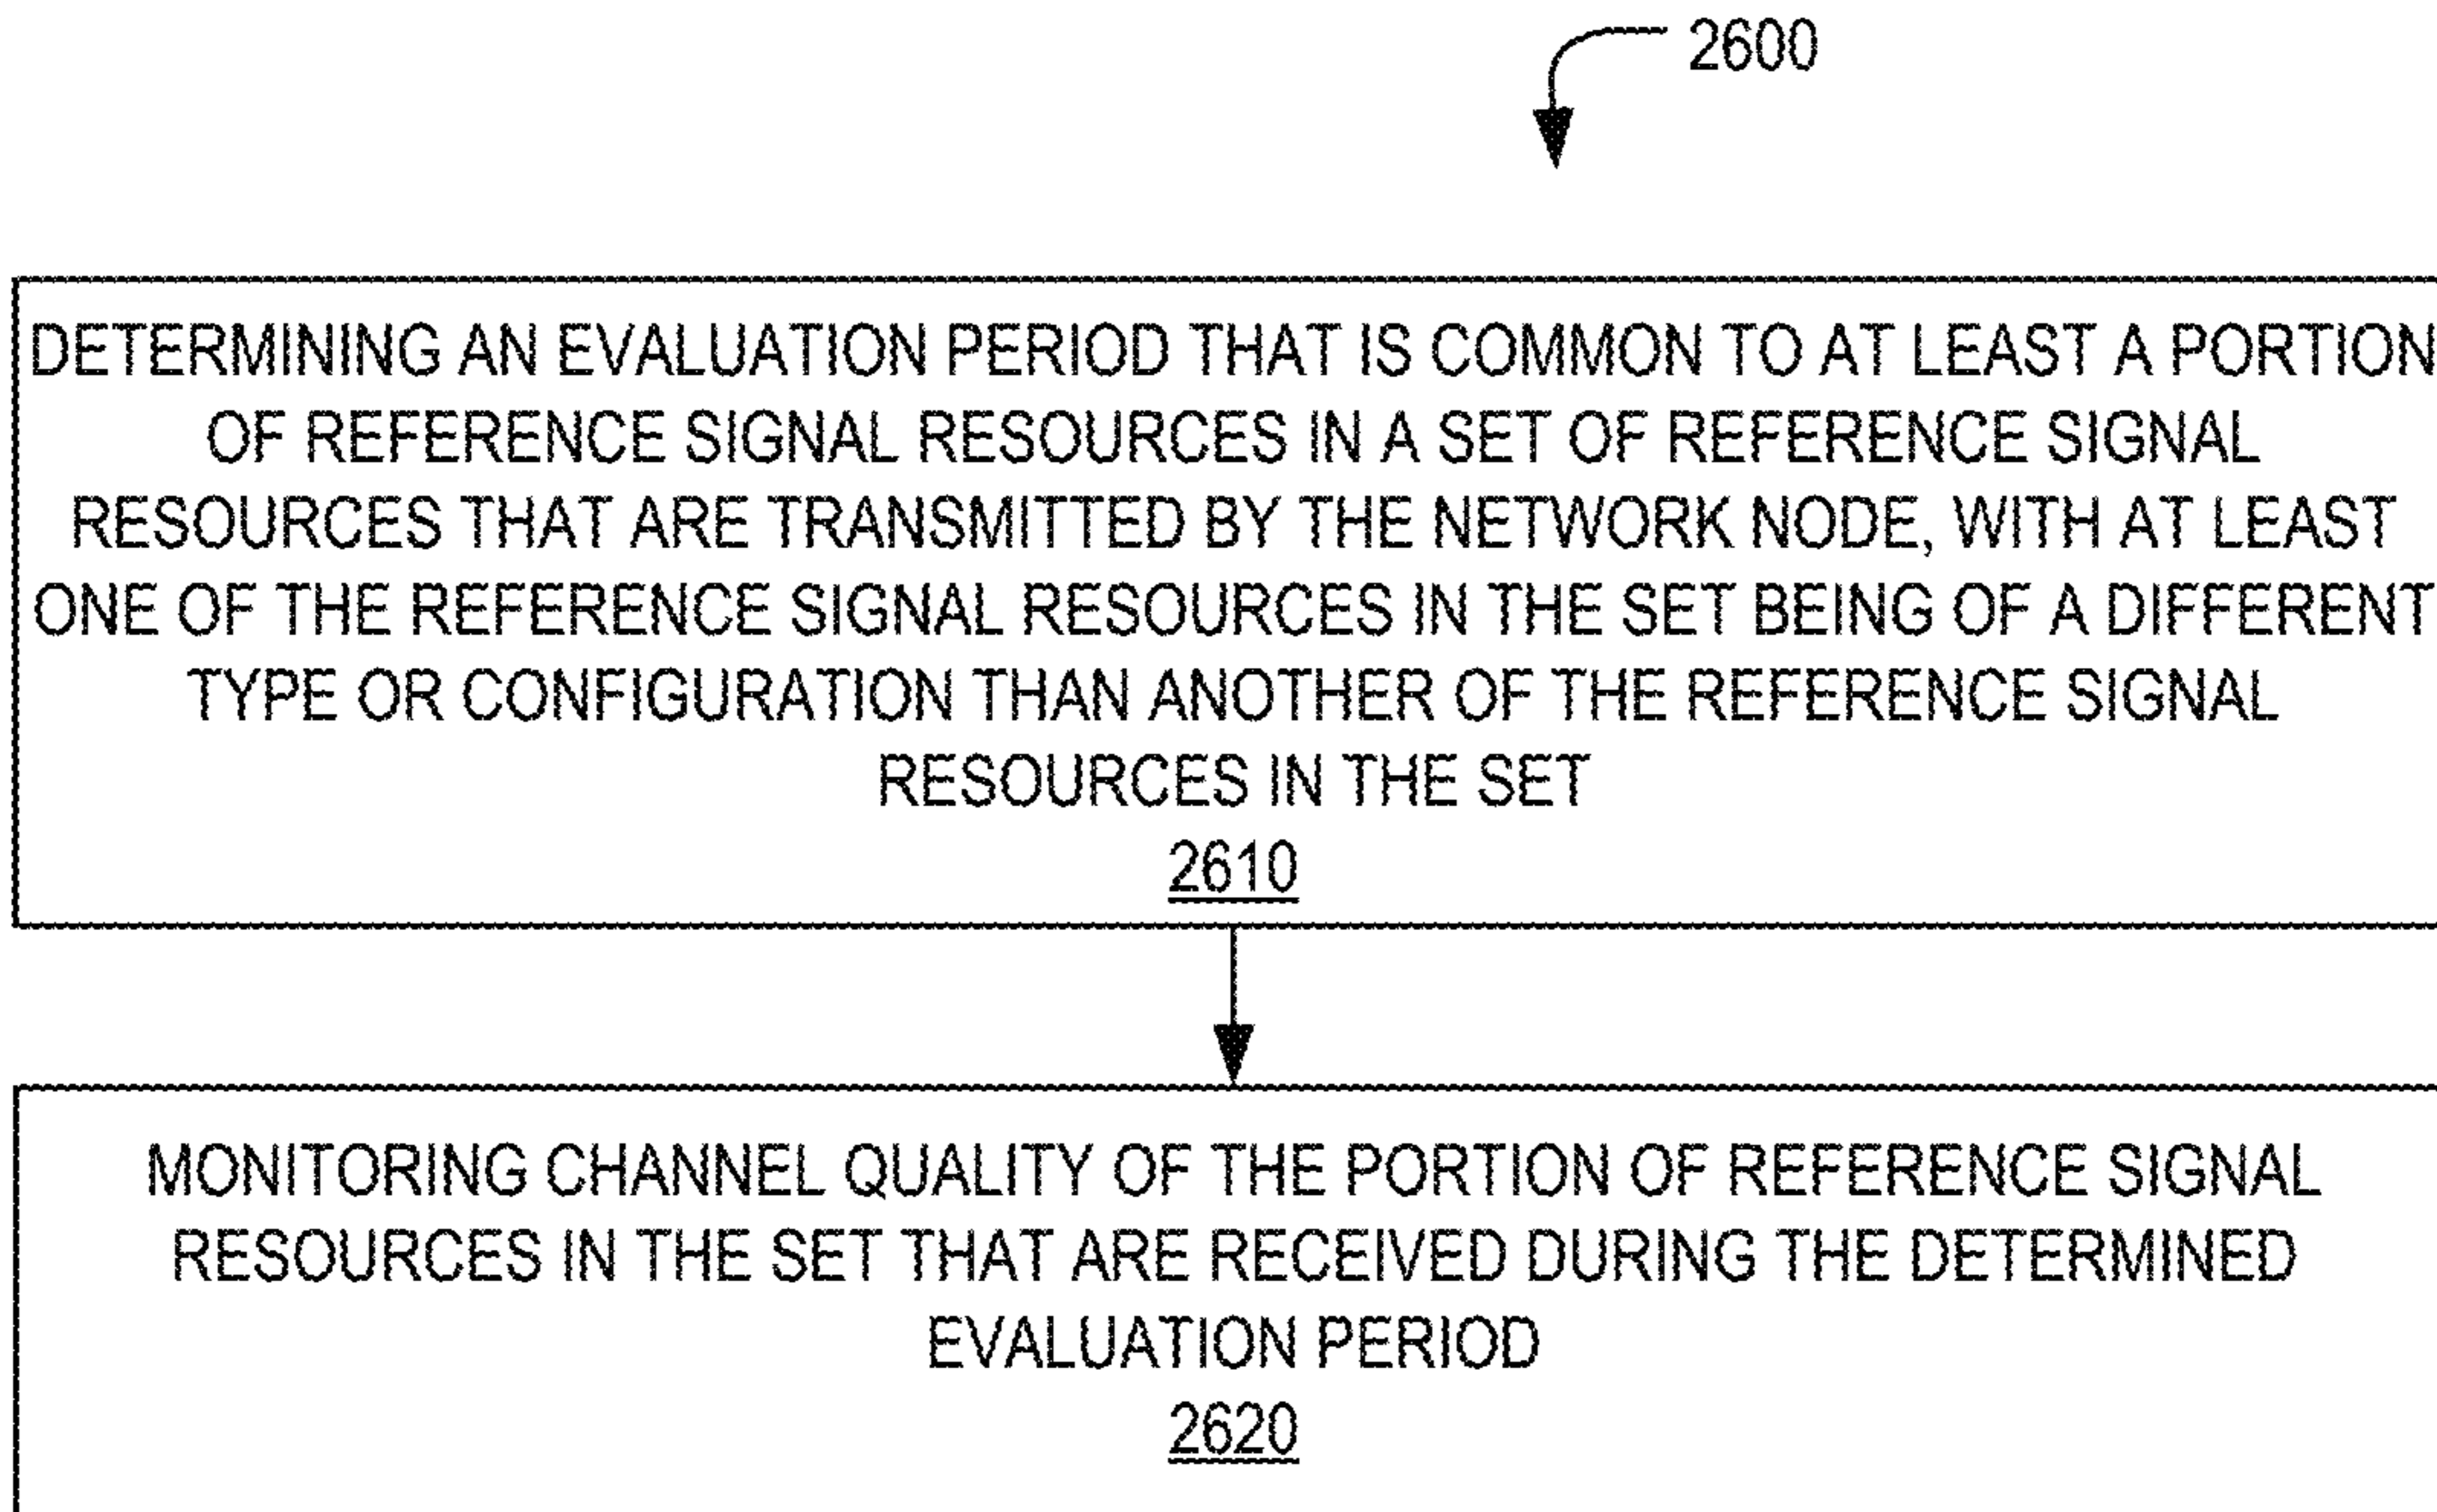 2600
DETERMINING AN EVALUATION PERIOD THAT IS COMMON TO AT LEAST A PORTION
OF REFERENCE SIGNAL RESOURCES IN A SET OF REFERENCE SIGNAL
RESOURCES THAT ARE TRANSMITTED BY THE NETWORK NODE, WITH AT LEAST
ONE OF THE REFERENCE SIGNAL RESOURCES IN THE SET BEING OF A DIFFERENT
TYPE OR CONFIGURATION THAN ANOTHER OF THE REFERENCE SIGNAL
RESOURCES IN THE SET
2610
MONITORING CHANNEL QUALITY OF THE PORTION OF REFERENCE SIGNAL
RESOURCES IN THE SET THAT ARE RECEIVED DURING THE DETERMINED
EVALUATION PERIOD
2620